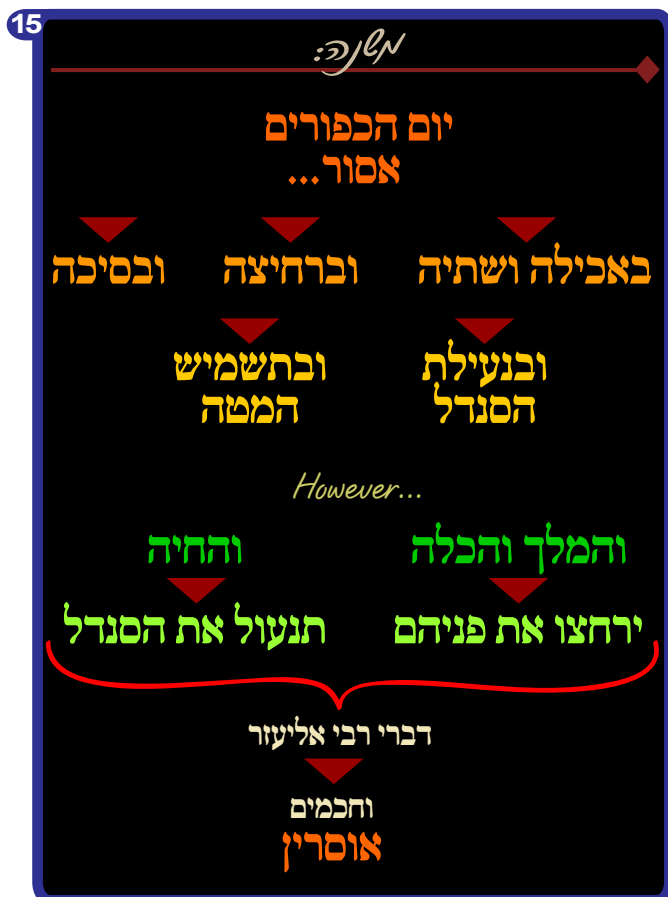 15
משנה:
יום הכפורים
אסור...
באכילה ושתיה וברחיצה ובסיכה
ובנעילת ובתשמיש
הסנדל המטה
However...
והמלך והכלה והחיה
ירחצו את פניהם תנעול את הסנדל
דברי רבי אליעזר
וחכמים
אוסרין